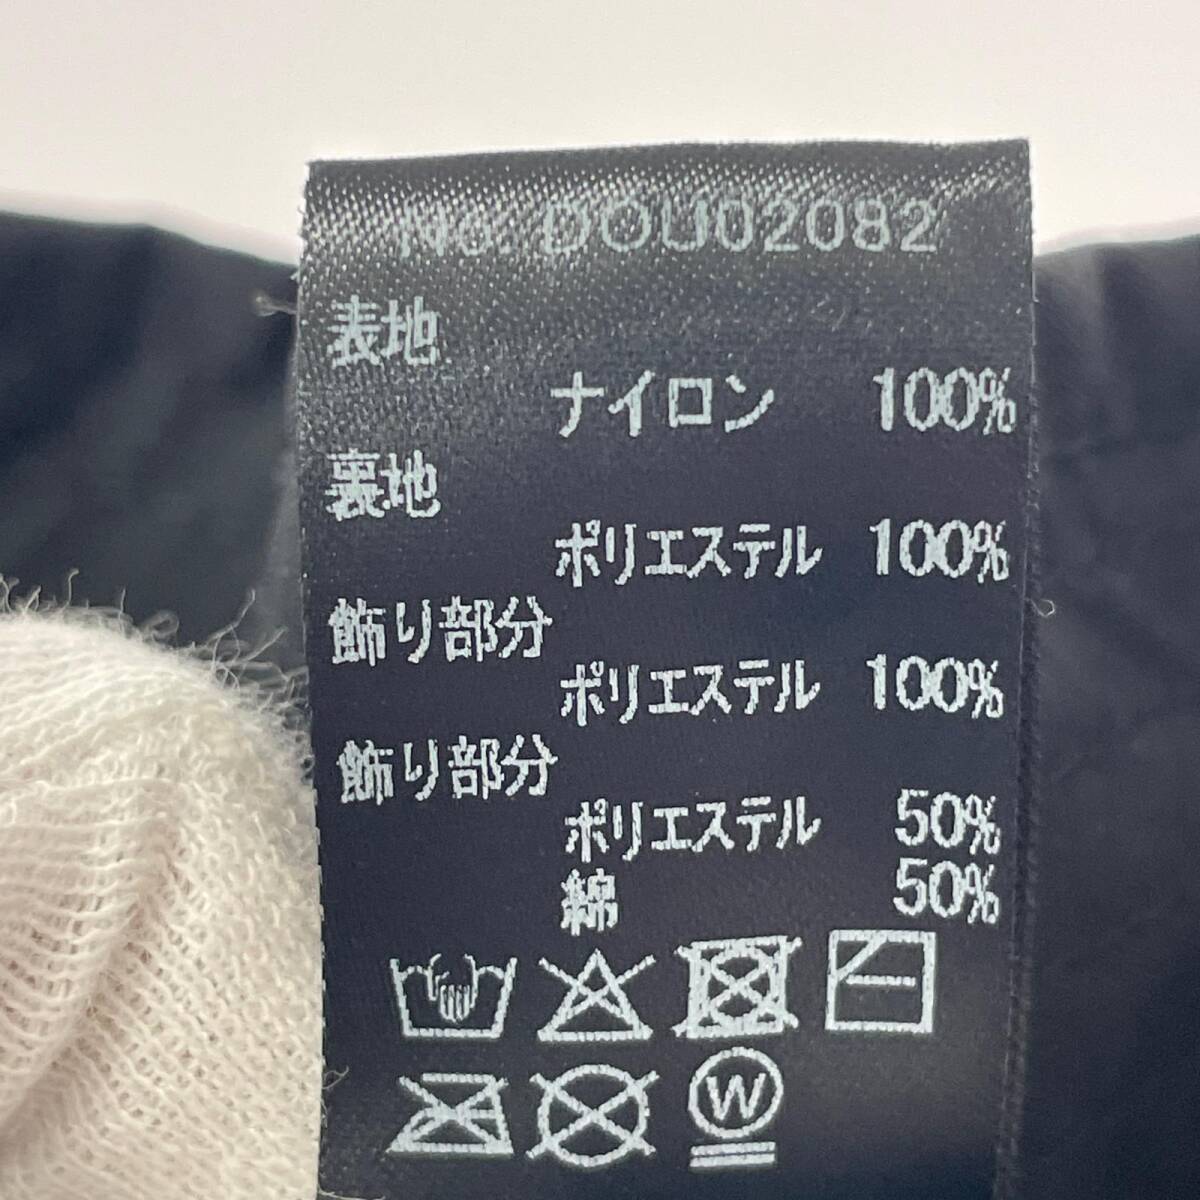 No. DOU02082
表地
ナイロン 100%
裏地
ポリエステル 100%
飾り部分
ポリエステル 100%
飾り部分
ポリエステル 50%
綿 50%
W